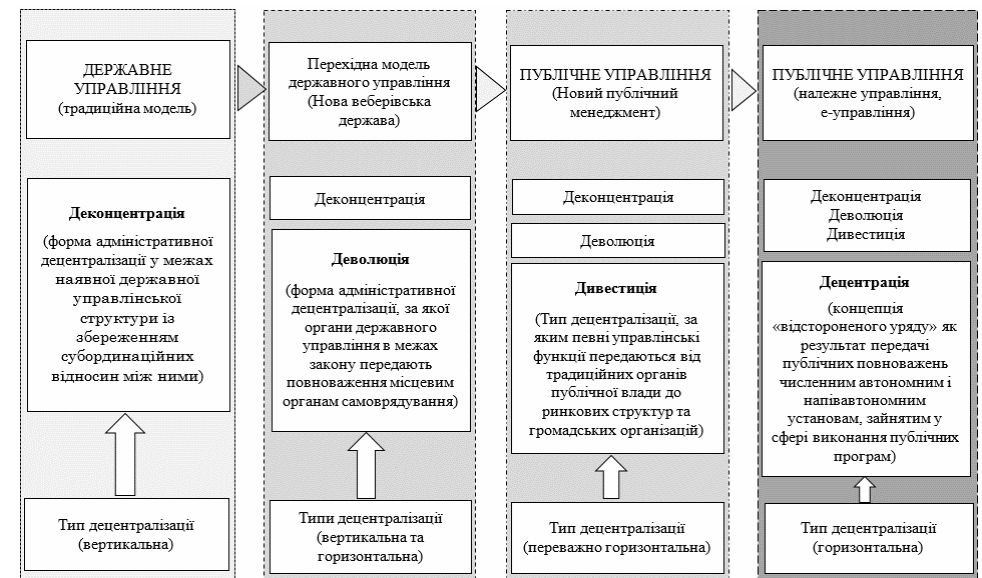 ДЕРЖАВНЕ
УПРАВЛІННЯ
(традиційна модель)
Деконцентрація
(форма адміністративної
децентралізації у межах
наявної державної
управлінської
структури із
збереженням
субординаційних
відносин між ними)
Тип децентралізації
(вертикальна)
Перехідна модель
державного управління
(Нова веберівська
держава)
Деконцентрація
Деволюція
(форма адміністративної
децентралізації, за якої
органи державного
управління в межах
закону передають
повноваження місцевим
органам самоврядування)
Типи децентралізації
(вертикальна та
горизонтальна)
ПУБЛІЧНЕ УПРАВЛІННЯ
(Новий публічний
менеджмент)
Деконцентрація
Деволюція
Дивестиція
(Тип децентралізації, за
яким певні управлінські
функції передаються від
традиційних органів
публічної влади до
ринкових структур та
громадських організацій)
Тип децентралізації
(переважно горизонтальна)
ПУБЛІЧНЕ УПРАВЛІННЯ
(належне управління,
е-управління)
Деконцентрація
Деволюція
Дивестиція
Децентрація
(концепція
«відстороненого уряду» як
результат передачі
публічних повноважень
численним автономним і
напівавтономним
установам, зайнятим у
сфері виконання публічних
програм)
Тип децентралізації
(горизонтальна)